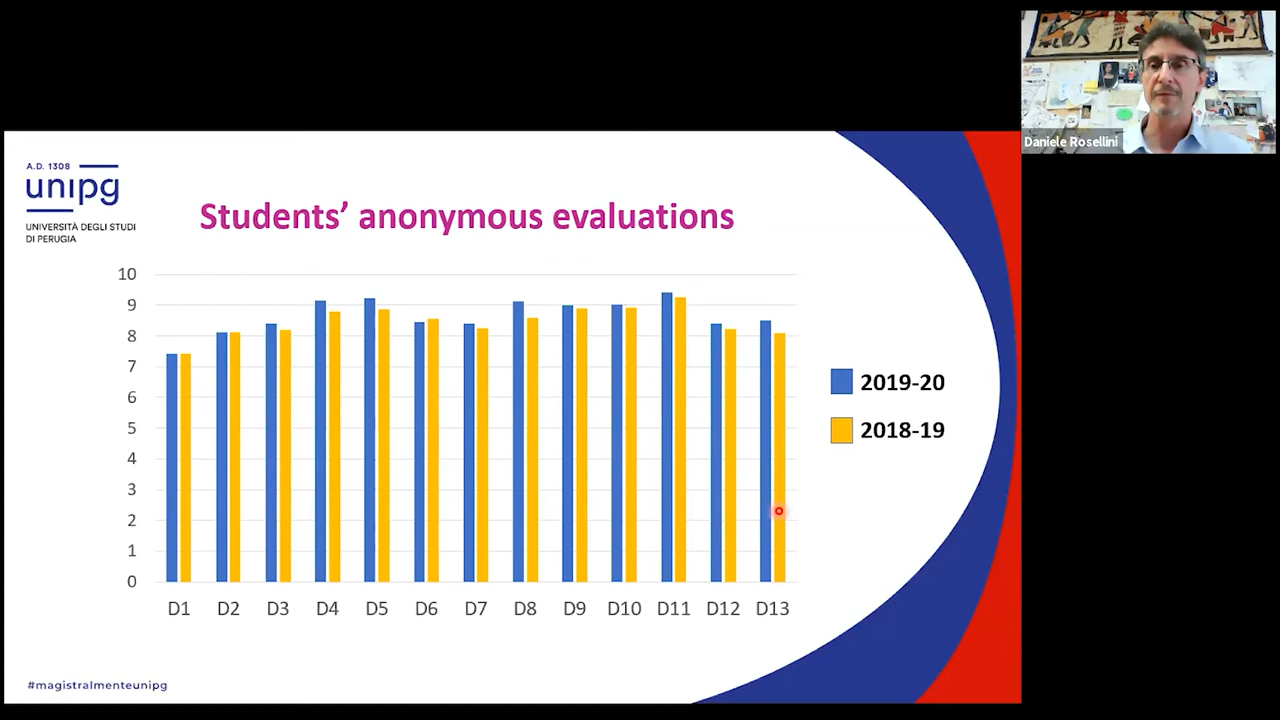 Daniele Rosellini
A.D. 1308
unipg
UNIVERSITÀ DEGLI STUDI
DI PERUGIA
Students’ anonymous evaluations
10
9
8
7
6
5
4
3
2
1
0
D1 D2 D3 D4 D5 D6 D7 D8 D9 D10 D11 D12 D13
2019-20
2018-19
#magistralmenteunipg